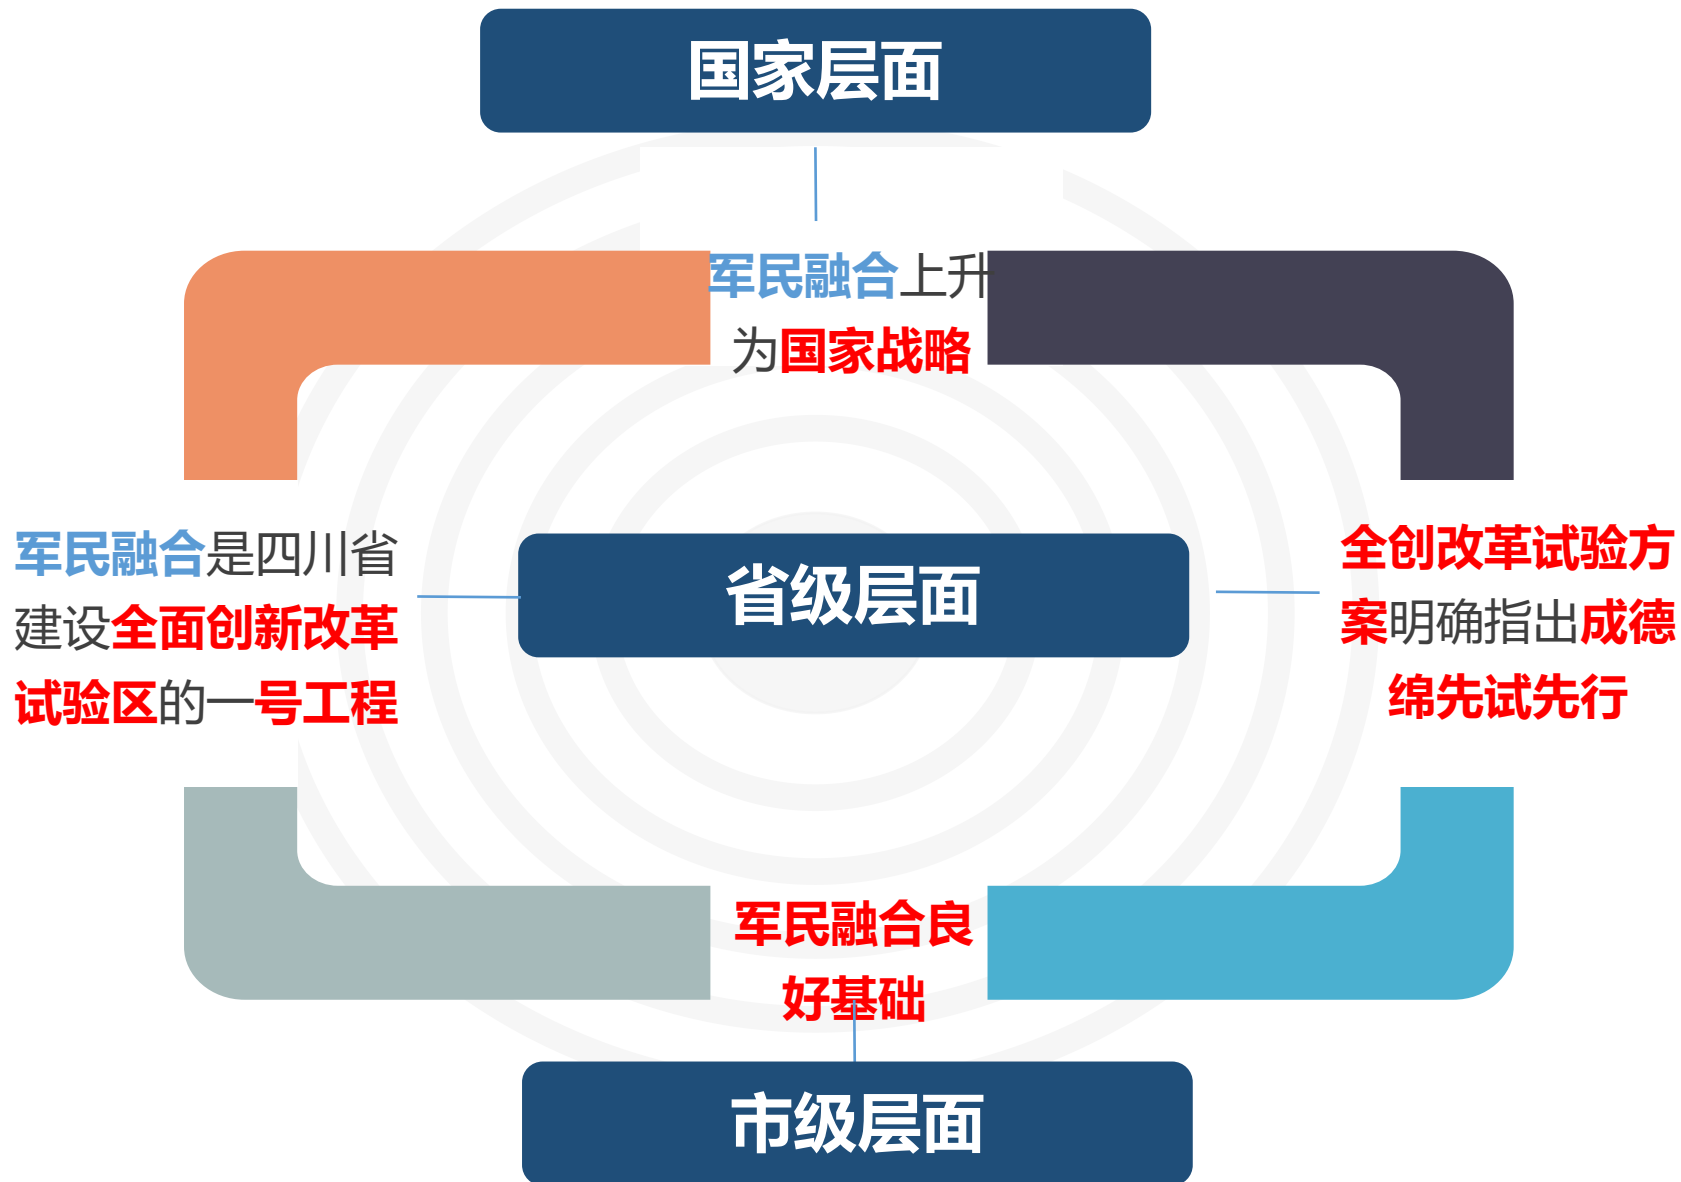 国家层面
军民融合上升
为国家战略
军民融合是四川省
建设全面创新改革
试验区的一号工程
省级层面
全创改革试验方
案明确指出成德
绵先试先行
军民融合良
好基础
市级层面